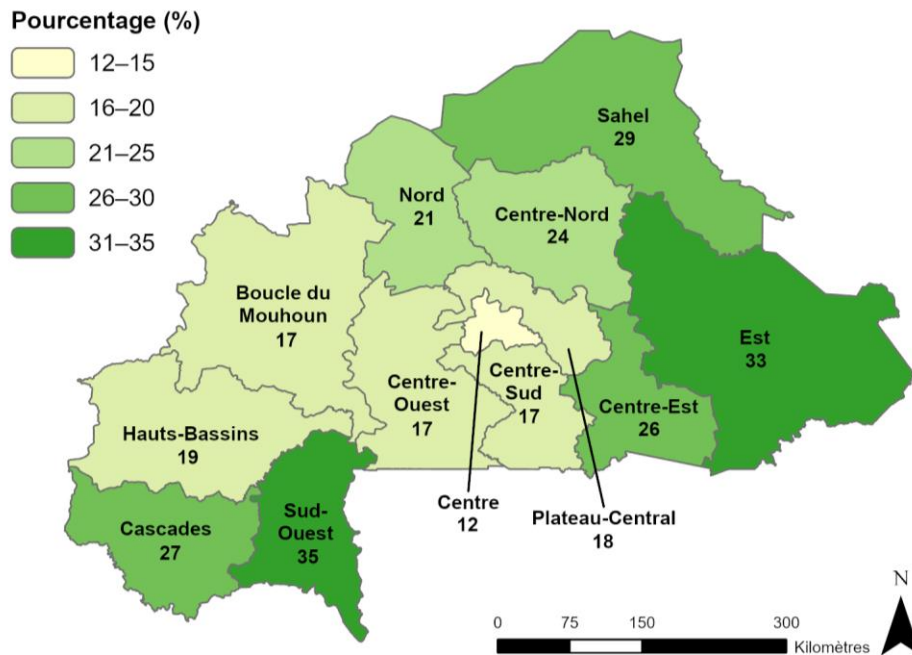 Pourcentage (%)
12–15
16–20
21–25
26–30
31–35
Sahel
29
Nord
21
Centre-Nord
24
Boucle du
Mouhoun
17
Est
33
Centre-
Ouest
17
Centre-
Sud
17
Centre-Est
26
Hauts-Bassins
19
Centre
12
Plateau-Central
18
Cascades
27
Sud-
Ouest
35
N
0 75 150 300
Kilomètres